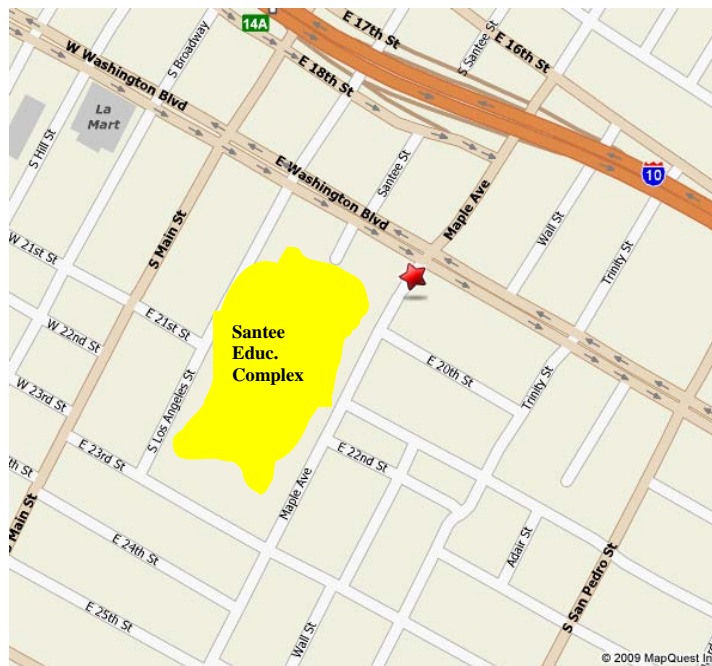 14A
E 17th St
E 16th St
S Broadway
S Santee St
W Washington Blvd
E 18th St
La
Mart
S Hill St
Santee St
10
E Washington Blvd
Maple Ave
Wall St
Trinity St
S Main St
W 21st St
E 21st St
W 22nd St
Santee
Educ.
Complex
E 20th St
Trinity St
W 23rd St
S Los Angeles St
E 23rd St
E 22nd St
th St
Maple Ave
Main St
E 24th St
Adair St
E 25th St
Wall St
S San Pedro St
© 2009 MapQuest In